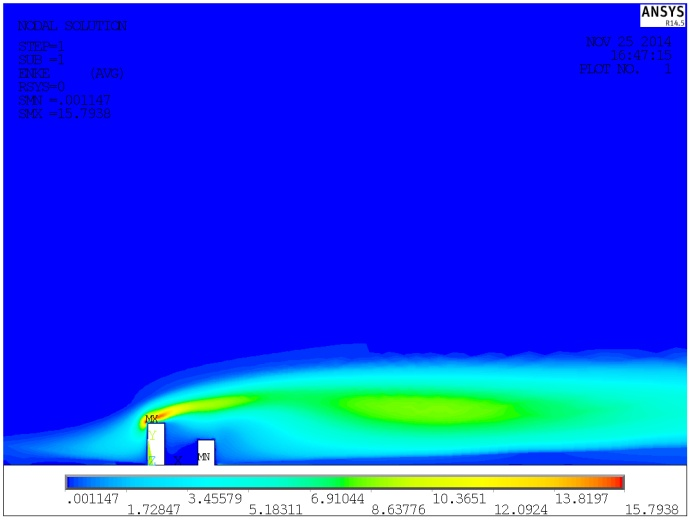 ANSYS
R14.5
NODAL SOLUTION
STEP=1
SUB =1
ENKE (AVG)
RSYS=0
SMN =.001147
SMX =15.7938
NOV 25 2014
16:47:15
PLOT NO. 1
MX
Y
Z X
MN
.001147 3.45579 6.91044 10.3651 13.8197
1.72847 5.18311 8.63776 12.0924 15.7938